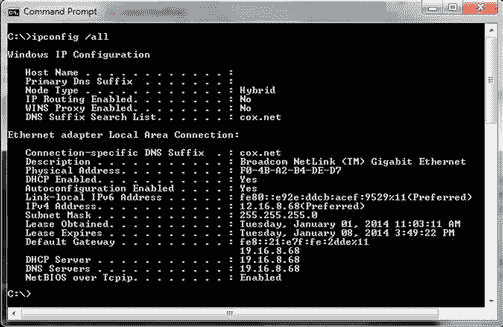 Command Prompt
C:\>ipconfig /all
Windows IP Configuration
Host Name . . . . . . . . . . . . :
Primary Dns Suffix . . . . . . . :
Node Type . . . . . . . . . . . . : Hybrid
IP Routing Enabled. . . . . . . . : No
WINS Proxy Enabled. . . . . . . . : No
DNS Suffix Search List. . . . . . : cox.net
Ethernet adapter Local Area Connection:
Connection-specific DNS Suffix . : cox.net
Description . . . . . . . . . . . : Broadcom NetLink (TM) Gigabit Ethernet
Physical Address. . . . . . . . . : F0-4B-A2-B4-DE-D7
DHCP Enabled. . . . . . . . . . . : Yes
Autoconfiguration Enabled . . . . : Yes
Link-local IPv6 Address . . . . . : fe80::e92e:ddcb:acef:9529%11(Preferred)
IPv4 Address. . . . . . . . . . . : 12.16.8.68(Preferred)
Subnet Mask . . . . . . . . . . . : 255.255.255.0
Lease Obtained. . . . . . . . . . : Tuesday, January 01, 2014 11:03:11 AM
Lease Expires . . . . . . . . . . : Tuesday, January 08, 2014 3:49:22 PM
Default Gateway . . . . . . . . . : fe8::21:e7f:fe:2dde%11
19.16.8.68
DHCP Server . . . . . . . . . . . : 19.16.8.68
DNS Servers . . . . . . . . . . . : 19.16.8.68
NetBIOS over Tcpip. . . . . . . . : Enabled
C:\>